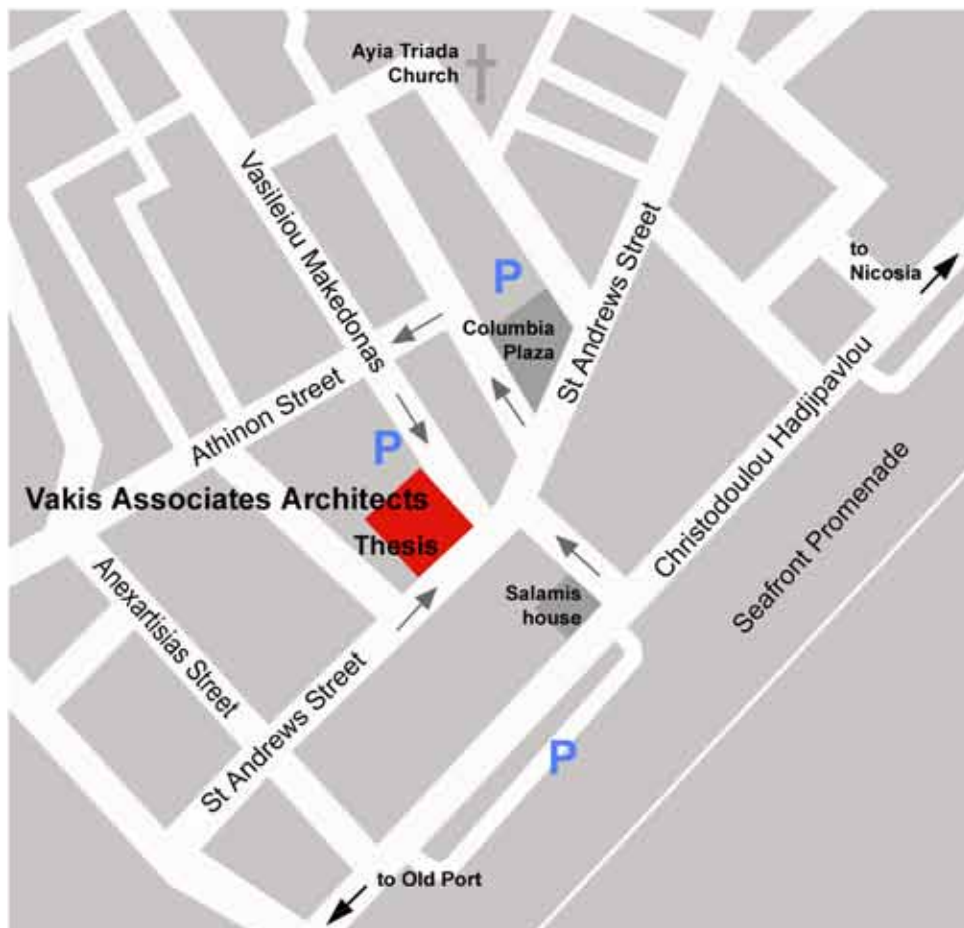 Ayia Triada
Church
Vasileiou Makedonas
St Andrews Street
to
Nicosia
P
Columbia
Plaza
Athinon Street
P
Christodoulou Hadjipavlou
Seafront Promenade
Vakis Associates Architects
Thesis
Anexartisias Street
Salamis
house
St Andrews Street
P
to Old Port